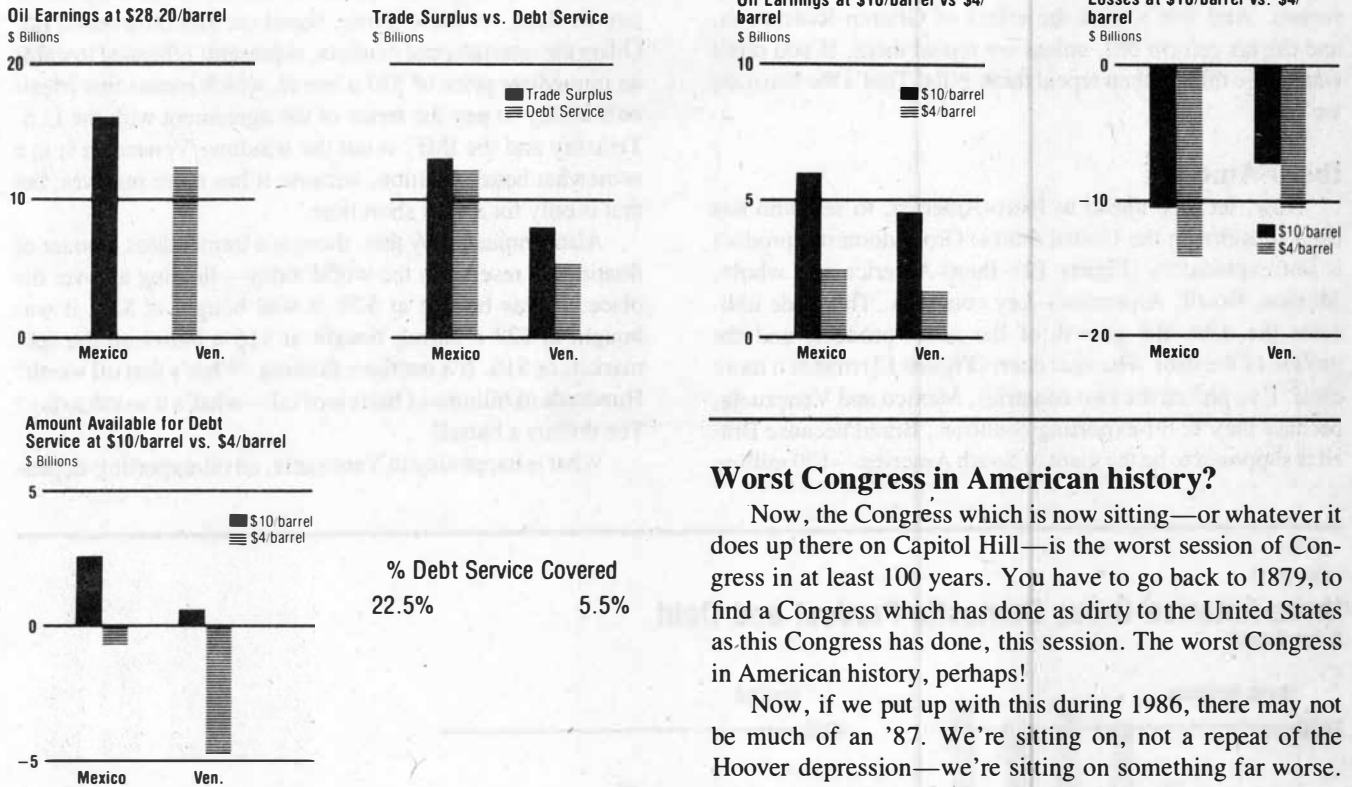 Oil Earnings at $28.20/barrel
$ Billions
20
10
0
Mexico Ven.
Trade Surplus vs. Debt Service
$ Billions
Trade Surplus
Debt Service
Mexico Ven.
Oil Earnings at $10/barrel vs $4/
barrel
$ Billions
10
$10/barrel
$4/barrel
5
0
Mexico Ven.
Losses at $10/barrel vs. $4/
barrel
$ Billions
0
-10
$10/barrel
$4/barrel
-20
Mexico Ven.
Amount Available for Debt
Service at $10/barrel vs. $4/barrel
$ Billions
5
$10/barrel
$4/barrel
0
-5
Mexico Ven.
% Debt Service Covered
22.5% 5.5%
Worst Congress in American history?
Now, the Congress which is now sitting—or whatever it
does up there on Capitol Hill—is the worst session of Con-
gress in at least 100 years. You have to go back to 1879, to
find a Congress which has done as dirty to the United States
as this Congress has done, this session. The worst Congress
in American history, perhaps!
Now, if we put up with this during 1986, there may not
be much of an '87. We're sitting on, not a repeat of the
Hoover depression—we're sitting on something far worse.